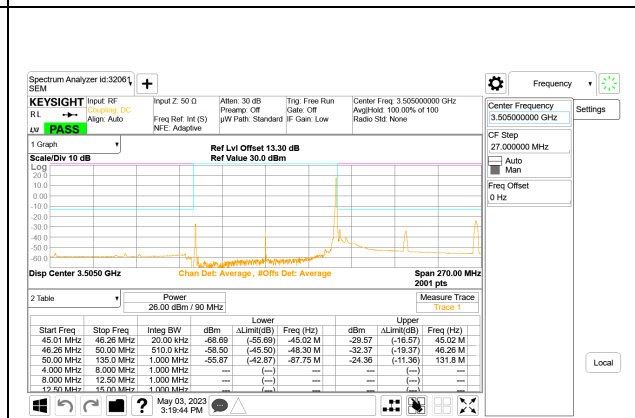 Spectrum Analyzer id:32061
SEM
Frequency
Settings
KEYSIGHT
RL
PASS
Input: RF
Coupling: DC
Align: Auto
Input Z: 50 Ω
Freq Ref: Int (S)
NFE: Adaptive
Atten: 30 dB
Preamp: Off
µW Path: Standard
Trig: Free Run
Gate: Off
IF Gain: Low
Center Freq: 3.505000000 GHz
Avg|Hold: 100.00% of 100
Radio Std: None
Center Frequency
3.505000000 GHz
CF Step
27.000000 MHz
Auto
Man
Freq Offset
0 Hz
Local
1 Graph
Scale/Div 10 dB
Ref Lvl Offset 13.30 dB
Ref Value 30.0 dBm
Log
20.0
10.0
0.00
-10.0
-20.0
-30.0
-40.0
-50.0
-60.0
Disp Center 3.5050 GHz
Chan Det: Average , #Offs Det: Average
Span 270.00 MHz
2001 pts
2 Table
Power
26.00 dBm / 90 MHz
Measure Trace
Trace 1
Lower Upper
Start Freq Stop Freq Integ BW dBm ΔLimit(dB) Freq (Hz) dBm ΔLimit(dB) Freq (Hz)
45.01 MHz 46.26 MHz 20.00 kHz -68.69 (-55.69) -45.02 M -29.57 (-16.57) 45.02 M
46.26 MHz 50.00 MHz 510.0 kHz -58.50 (-45.50) -48.30 M -32.37 (-19.37) 46.26 M
50.00 MHz 135.0 MHz 1.000 MHz -55.87 (-42.87) -87.75 M -24.36 (-11.36) 131.8 M
4.000 MHz 8.000 MHz 1.000 MHz --- (---) --- --- (---) ---
8.000 MHz 12.50 MHz 1.000 MHz --- (---) --- --- (---) ---
12.50 MHz 15.00 MHz 1.000 MHz --- (---) --- --- (---) ---
? May 03, 2023
3:19:44 PM